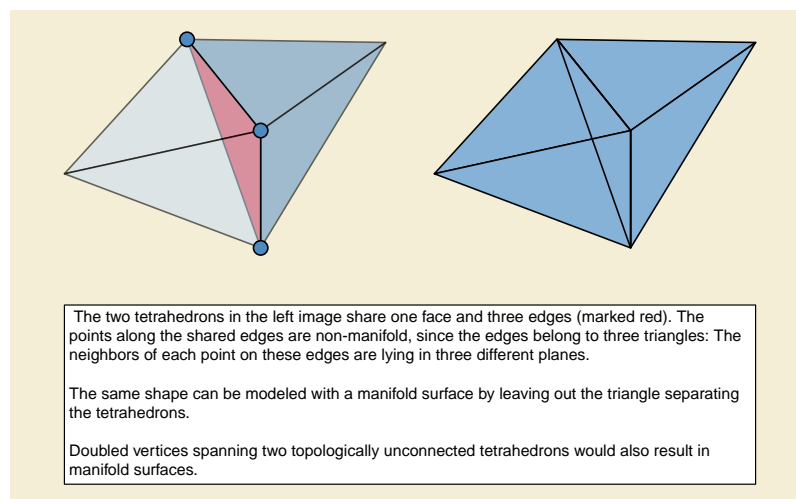 The two tetrahedrons in the left image share one face and three edges (marked red). The
points along the shared edges are non-manifold, since the edges belong to three triangles: The
neighbors of each point on these edges are lying in three different planes.
The same shape can be modeled with a manifold surface by leaving out the triangle separating
the tetrahedrons.
Doubled vertices spanning two topologically unconnected tetrahedrons would also result in
manifold surfaces.